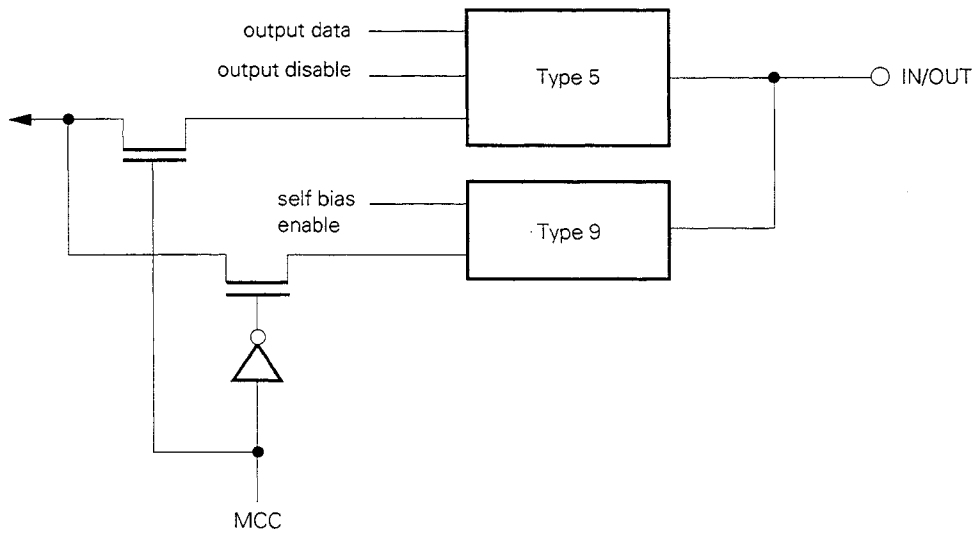 output data
output disable
Type 5
IN/OUT
self bias
enable
Type 9
MCC